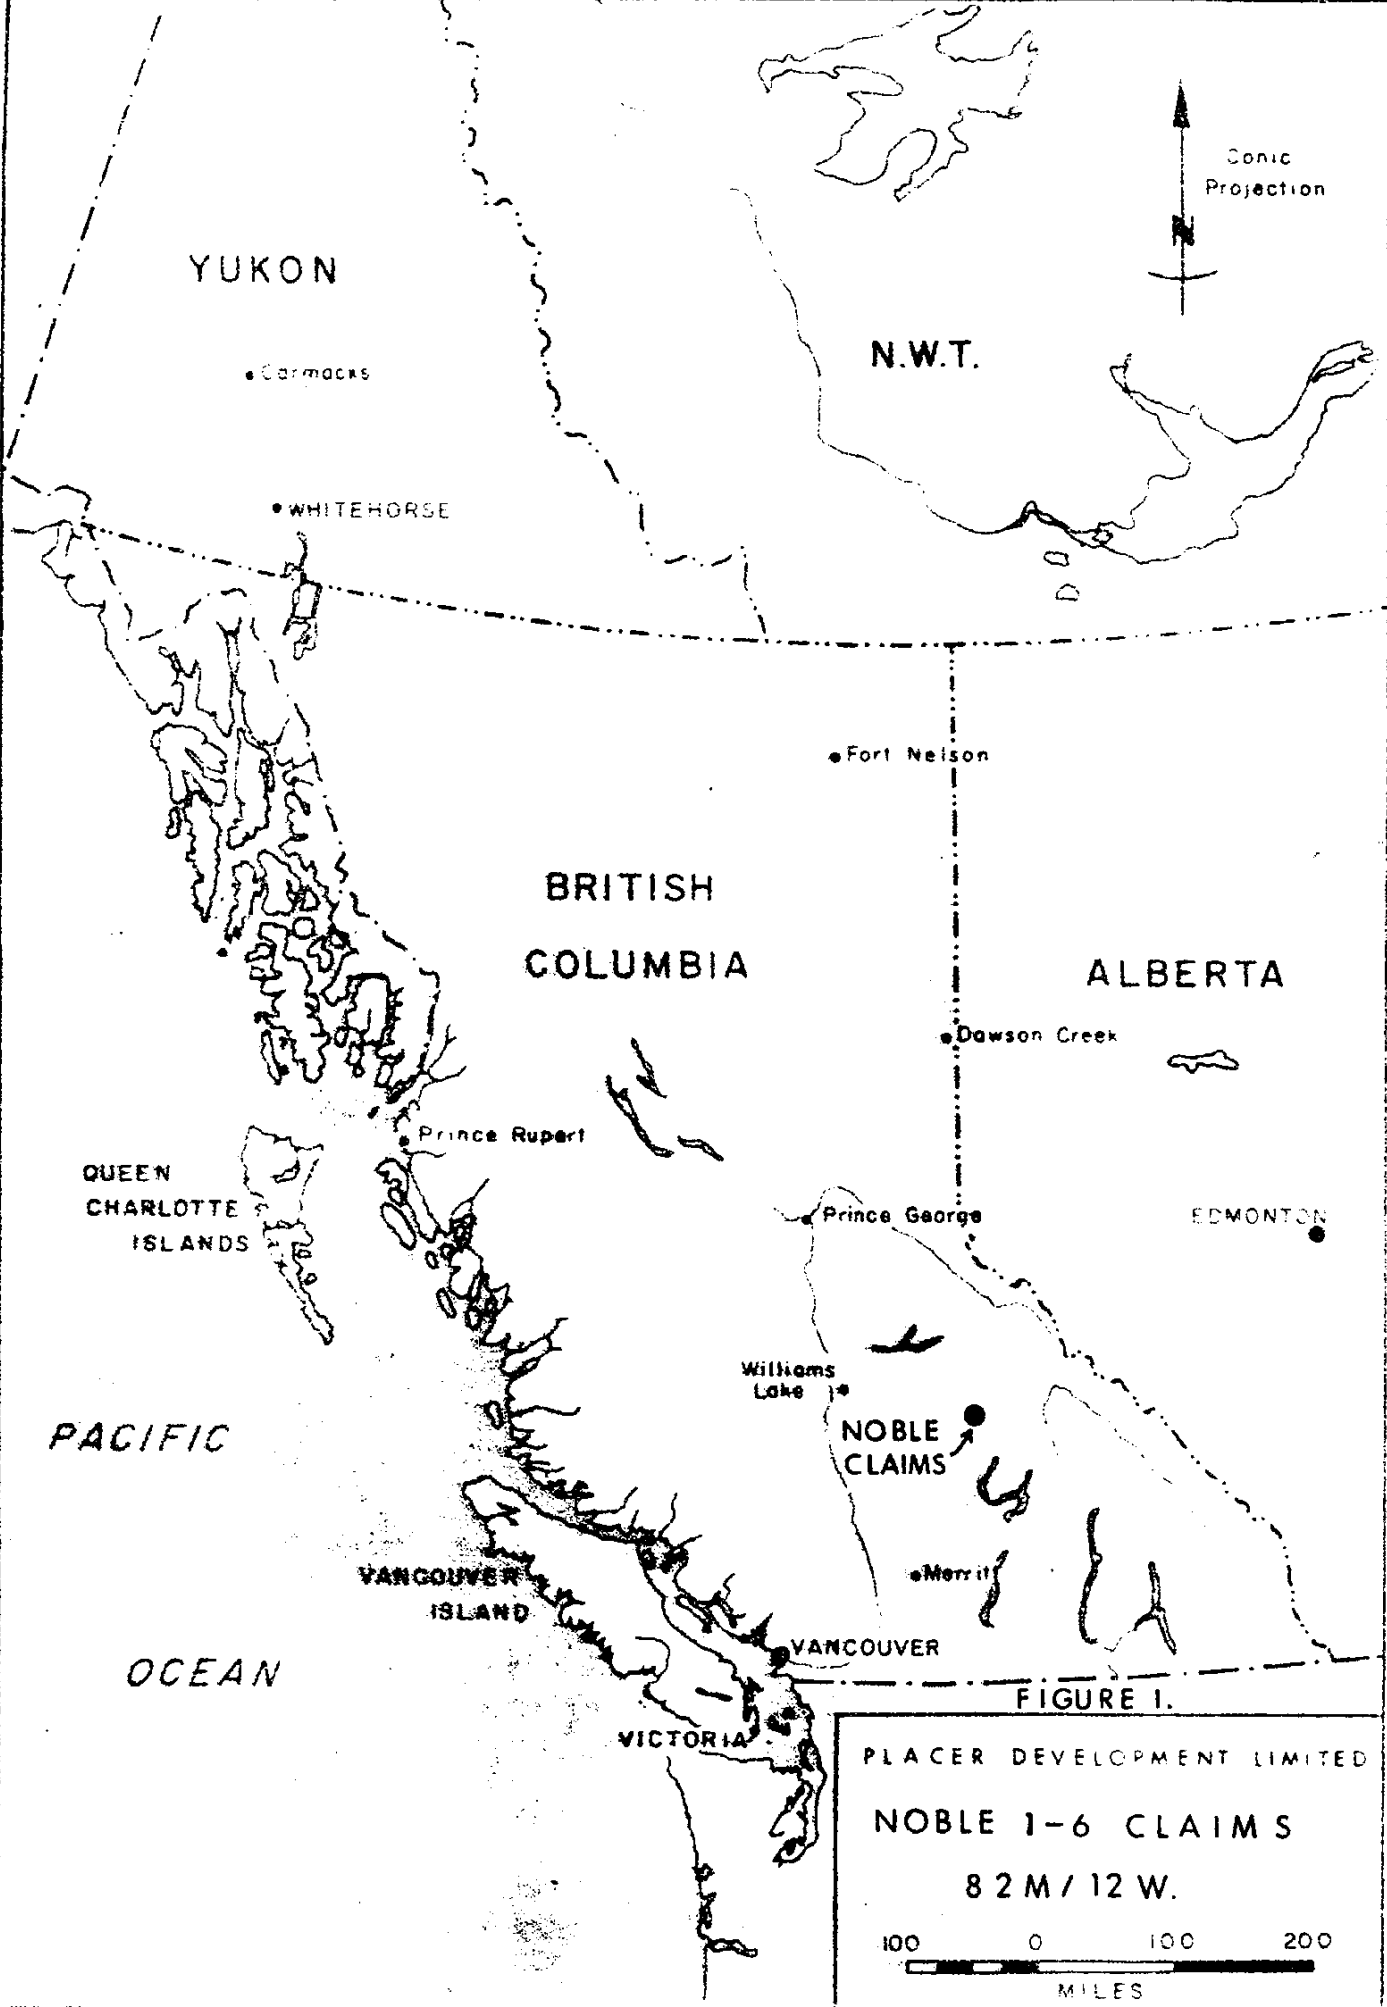 Conic
Projection
N
YUKON
N.W.T.
Carmacks
WHITEHORSE
Fort Nelson
BRITISH
COLUMBIA
ALBERTA
Dawson Creek
Prince Rupert
QUEEN
CHARLOTTE
ISLANDS
Prince George
EDMONTON
Williams
Lake
PACIFIC
NOBLE
CLAIMS
VANCOUVER
ISLAND
Merritt
VANCOUVER
OCEAN
VICTORIA
FIGURE 1.
PLACER DEVELOPMENT LIMITED
NOBLE 1-6 CLAIMS
82M/12W.
100 0 100 200
MILES